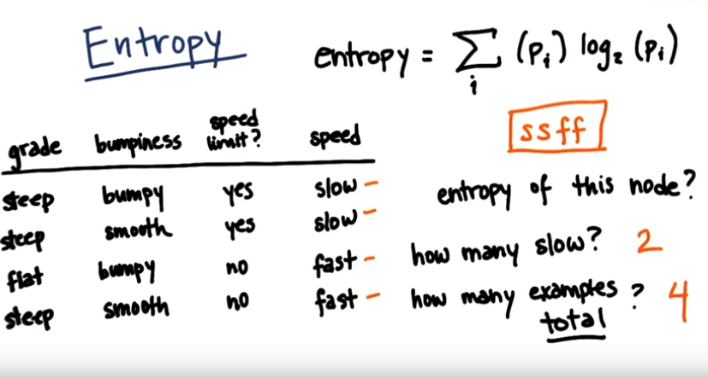 Entropy
entropy = Σ (pᵢ) log₂ (pᵢ)
i
grade bumpiness speed limit? speed
steep bumpy yes slow –
steep smooth yes slow –
flat bumpy no fast –
steep smooth no fast –
ssff
entropy of this node?
how many slow? 2
how many examples total? 4